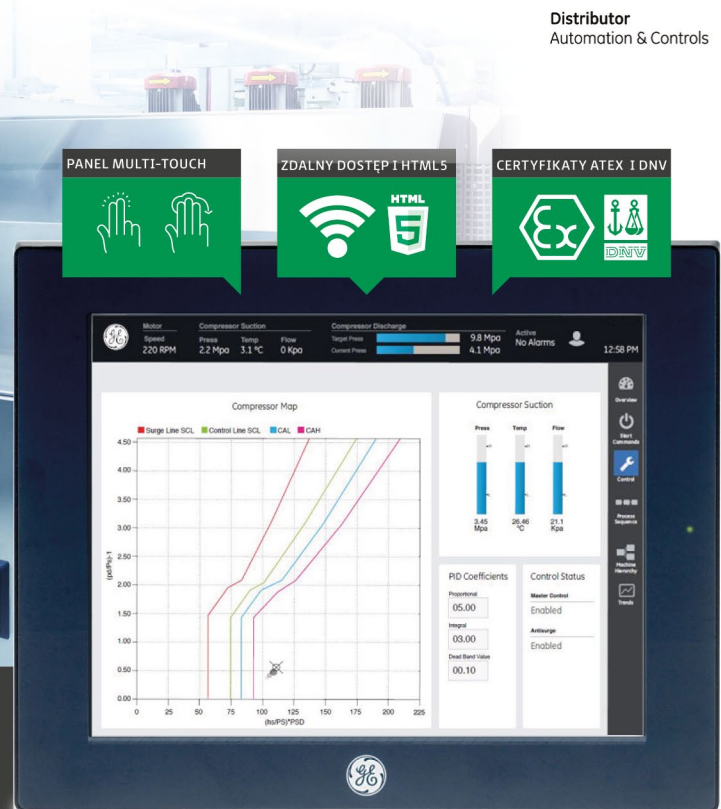 Distributor
Automation & Controls
PANEL MULTI-TOUCH
ZDALNY DOSTĘP I HTML5
CERTYFIKATY ATEX I DNV
HTML
5
Ex
DNV
GE
Motor
Speed
220 RPM
Compressor Suction
Press Temp Flow
2.2 Mpa 3.1 °C 0 Kpa
Compressor Discharge
Target Press 9.8 Mpa
Current Press 4.1 Mpa
Active
No Alarms
12:58 PM
Compressor Map
Surge Line SCL Control Line SCL CAL CAH
4.50
4.00
3.50
3.00
2.50
2.00
1.50
1.00
0.50
0.00
(pd/Ps)-1
0 25 50 75 100 125 150 175 200 225
(hs/PS)*PSD
Compressor Suction
Press Temp Flow
3.45 26.46 21.1
Mpa °C Kpa
PID Coefficients
Proportional
05.00
Integral
03.00
Dead Band Value
00.10
Control Status
Master Control
Enabled
Antisurge
Enabled
Overview
Start
Commands
Control
Process
Sequence
Machine
Hierarchy
Trends
GE